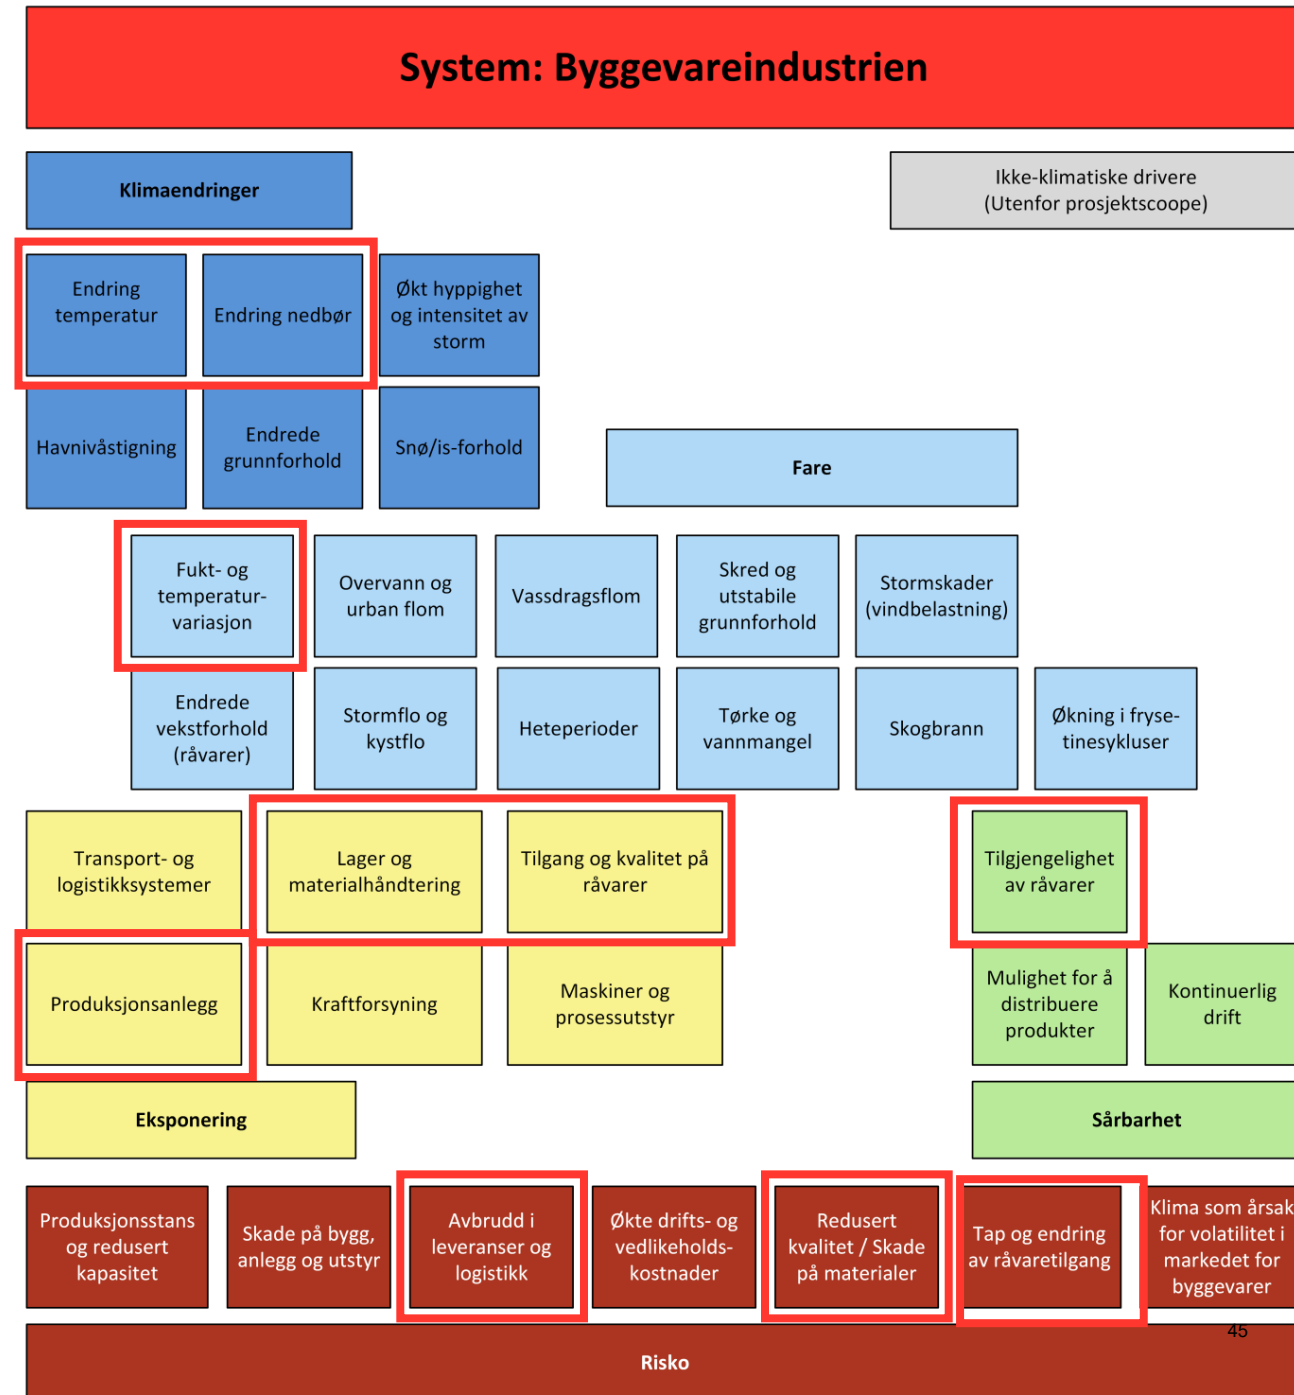 System: Byggevareindustrien
Klimaendringer
Ikke-klimatiske drivere
(Utenfor prosjektscoope)
Endring
temperatur
Endring nedbør
Økt hyppighet
og intensitet av
storm
Havnivåstigning
Endrede
grunnforhold
Snø/is-forhold
Fare
Fukt- og
temperatur-
variasjon
Overvann og
urban flom
Vassdragsflom
Skred og
utstabile
grunnforhold
Stormskader
(vindbelastning)
Endrede
vekstforhold
(råvarer)
Stormflo og
kystflo
Heteperioder
Tørke og
vannmangel
Skogbrann
Økning i fryse-
tinesykluser
Transport- og
logistikksystemer
Lager og
materialhåndtering
Tilgang og kvalitet på
råvarer
Tilgjengelighet
av råvarer
Produksjonsanlegg
Kraftforsyning
Maskiner og
prosessutstyr
Mulighet for å
distribuere
produkter
Kontinuerlig
drift
Eksponering
Sårbarhet
Produksjonsstans
og redusert
kapasitet
Skade på bygg,
anlegg og utstyr
Avbrudd i
leveranser og
logistikk
Økte drifts- og
vedlikeholds-
kostnader
Redusert
kvalitet / Skade
på materialer
Tap og endring
av råvaretilgang
Klima som årsak
for volatilitet i
markedet for
byggevarer
45
Risko